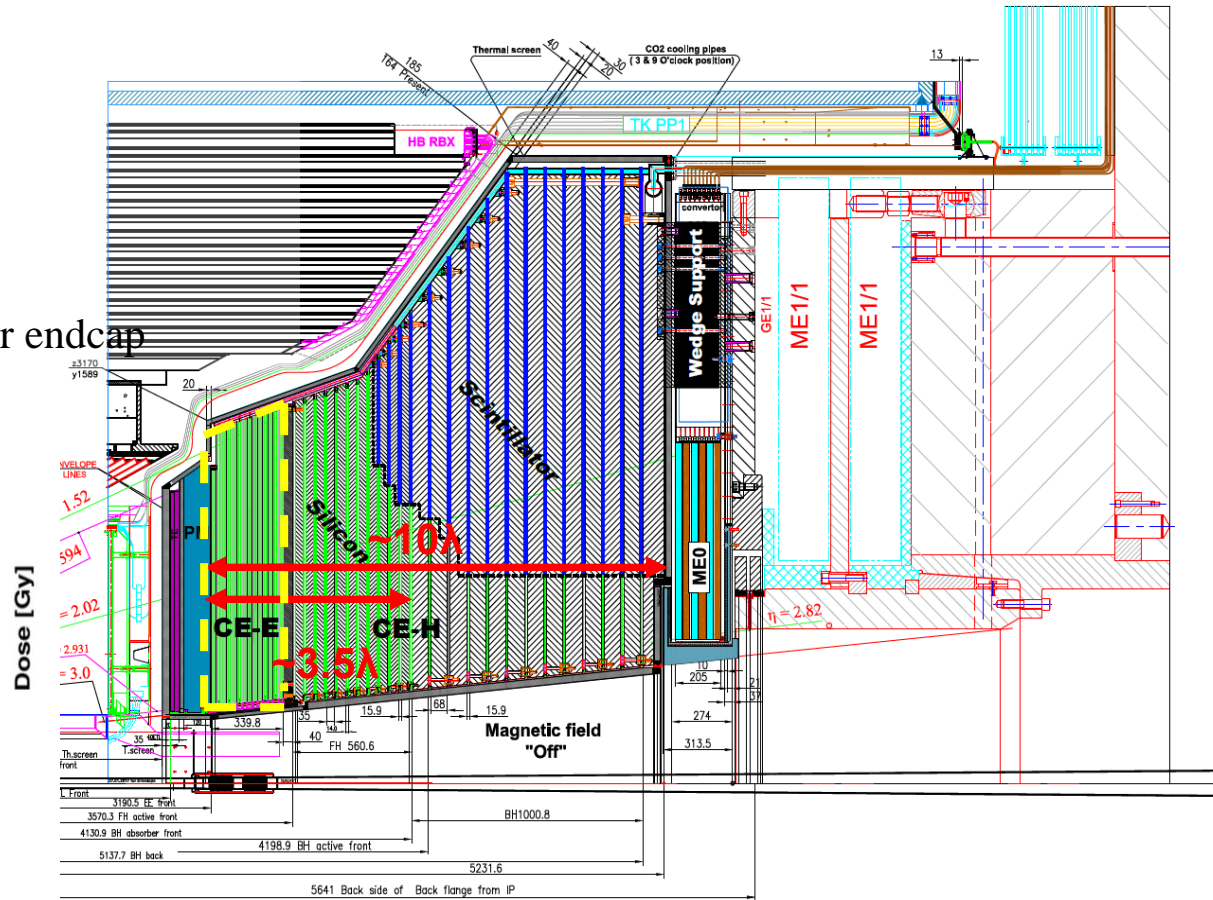 Thermal screen
CO2 cooling pipes
( 3 & 9 O'clock position)
40
20
30
13
185
164 Present
TK PP1
HB RBX
convertor
Wedge Support
GE1/1
ME1/1
ME1/1
r endcap
z3170
y1589
20
NVELOPE
LINES
1.52
594
= 2.02
2.931
= 3.0
Scintillator
Silicon
~10λ
CE-E
CE-H
~3.5λ
ME0
η = 2.82
Dose [Gy]
10
205
21
37
274
313.5
339.8
35
40
35
15.9
68
15.9
FH 560.6
Magnetic field
"Off"
Th.screen
front
T.screen
L Front
3190.5 EE front
3570.3 FH active front
4130.9 BH absorber front
BH1000.8
4198.9 BH active front
5137.7 BH back
5231.6
5641 Back side of Back flange from IP